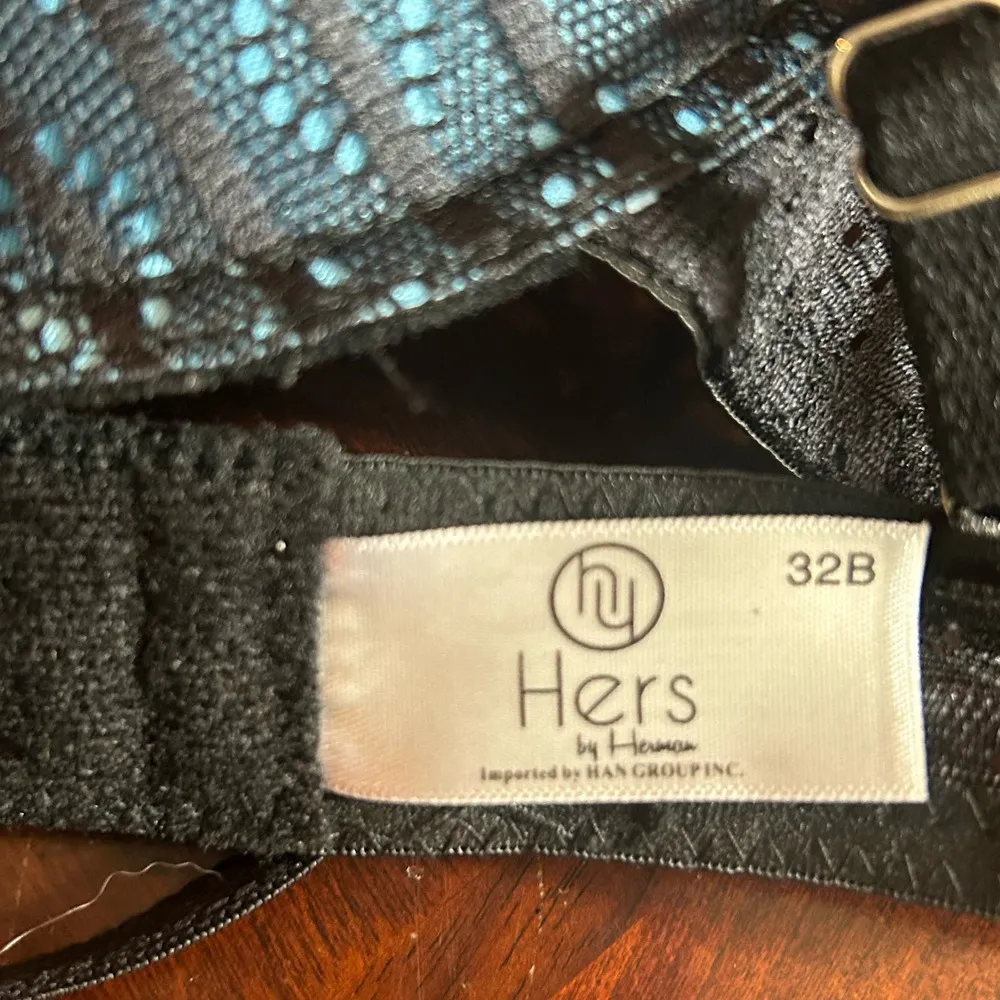 hy
32B
Hers
by Herman
Imported by HAN GROUP INC.